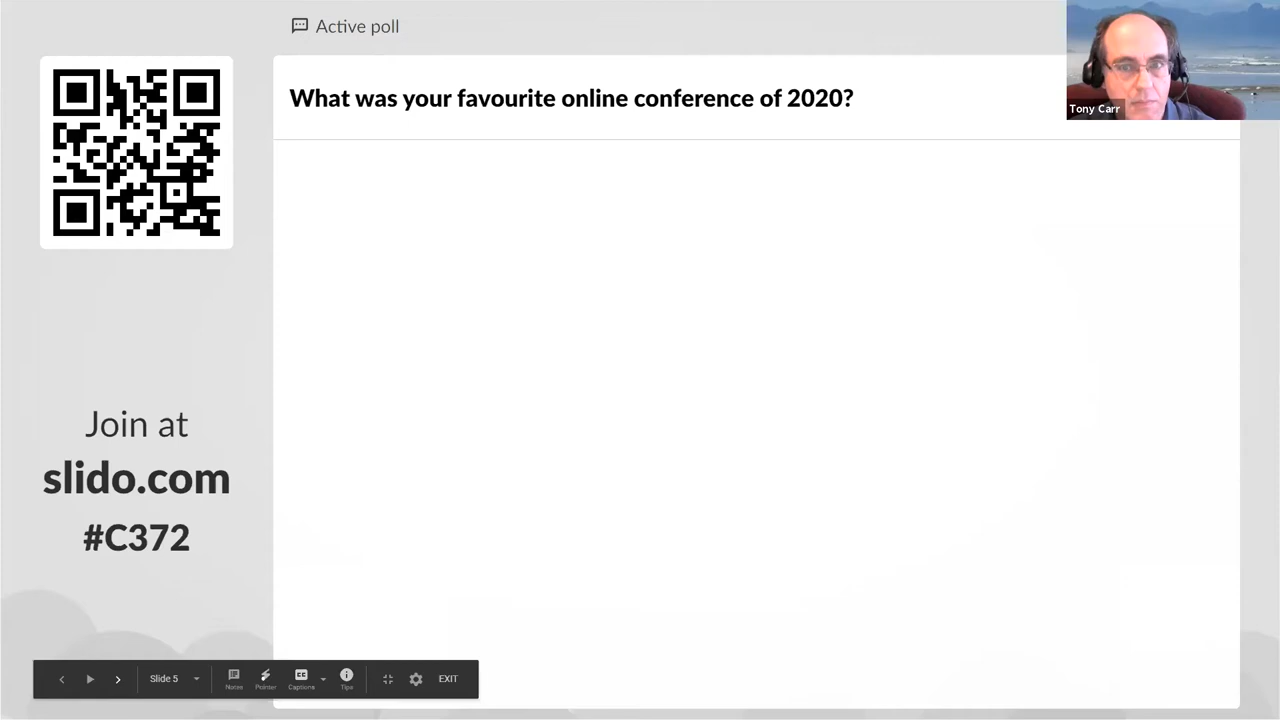 Active poll
What was your favourite online conference of 2020?
Tony Carr
Join at
slido.com
#C372
Slide 5
Notes
Pointer
Captions
Tips
EXIT